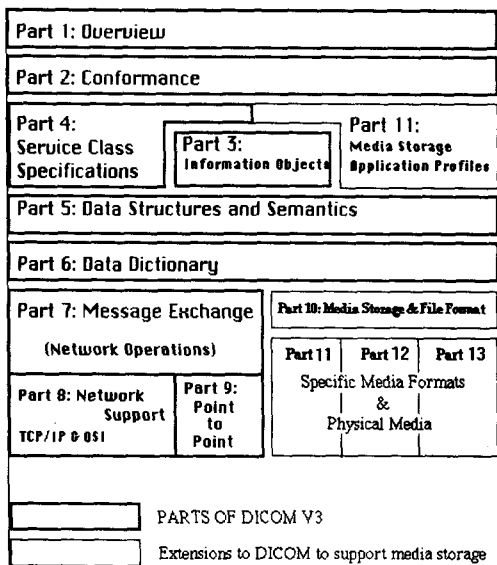 Part 1: Overview
Part 2: Conformance
Part 4:
Service Class
Specifications
Part 3:
Information Objects
Part 11:
Media Storage
Application Profiles
Part 5: Data Structures and Semantics
Part 6: Data Dictionary
Part 7: Message Exchange
(Network Operations)
Part 8: Network
Support
TCP/IP & OSI
Part 9:
Point
to
Point
Part 10: Media Storage & File Format
Part 11 Part 12 Part 13
Specific Media Formats
&
Physical Media
PARTS OF DICOM V3
Extensions to DICOM to support media storage